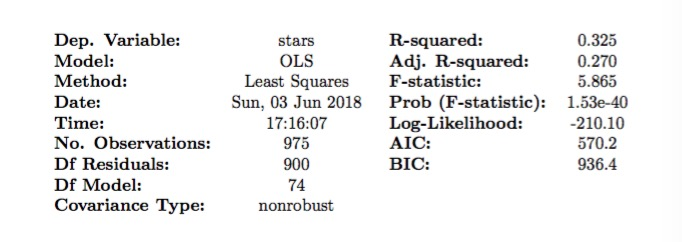 Dep. Variable: stars R-squared: 0.325
Model: OLS Adj. R-squared: 0.270
Method: Least Squares F-statistic: 5.865
Date: Sun, 03 Jun 2018 Prob (F-statistic): 1.53e-40
Time: 17:16:07 Log-Likelihood: -210.10
No. Observations: 975 AIC: 570.2
Df Residuals: 900 BIC: 936.4
Df Model: 74
Covariance Type: nonrobust